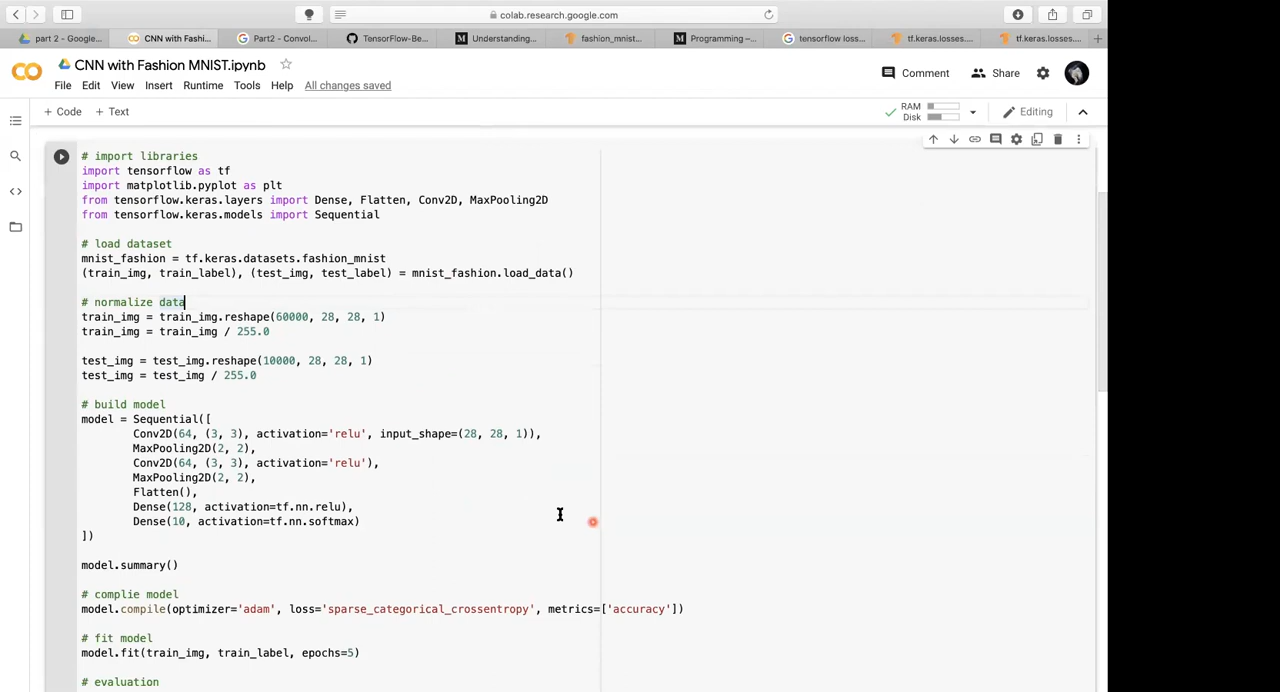 colab.research.google.com
part 2 - Google... CNN with Fashi... Part2 - Convol... TensorFlow-Be... Understanding... fashion_mnist... Programming –... tensorflow loss... tf.keras.losses.... tf.keras.losses....
CNN with Fashion MNIST.ipynb
Comment Share
File Edit View Insert Runtime Tools Help All changes saved
+ Code + Text
RAM
Disk
Editing
# import libraries
import tensorflow as tf
import matplotlib.pyplot as plt
from tensorflow.keras.layers import Dense, Flatten, Conv2D, MaxPooling2D
from tensorflow.keras.models import Sequential
# load dataset
mnist_fashion = tf.keras.datasets.fashion_mnist
(train_img, train_label), (test_img, test_label) = mnist_fashion.load_data()
# normalize data
train_img = train_img.reshape(60000, 28, 28, 1)
train_img = train_img / 255.0
test_img = test_img.reshape(10000, 28, 28, 1)
test_img = test_img / 255.0
# build model
model = Sequential([
Conv2D(64, (3, 3), activation='relu', input_shape=(28, 28, 1)),
MaxPooling2D(2, 2),
Conv2D(64, (3, 3), activation='relu'),
MaxPooling2D(2, 2),
Flatten(),
Dense(128, activation=tf.nn.relu),
Dense(10, activation=tf.nn.softmax)
])
model.summary()
# complie model
model.compile(optimizer='adam', loss='sparse_categorical_crossentropy', metrics=['accuracy'])
# fit model
model.fit(train_img, train_label, epochs=5)
# evaluation